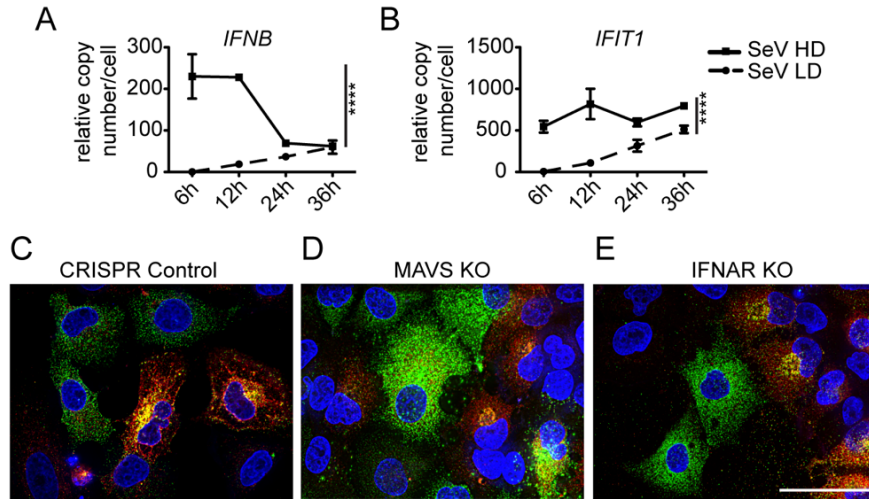 A
IFNB
relative copy
number/cell
300
200
100
0
6h
12h
24h
36h
****
B
IFIT1
relative copy
number/cell
1500
1000
500
0
6h
12h
24h
36h
****
SeV HD
SeV LD
C
CRISPR Control
D
MAVS KO
E
IFNAR KO